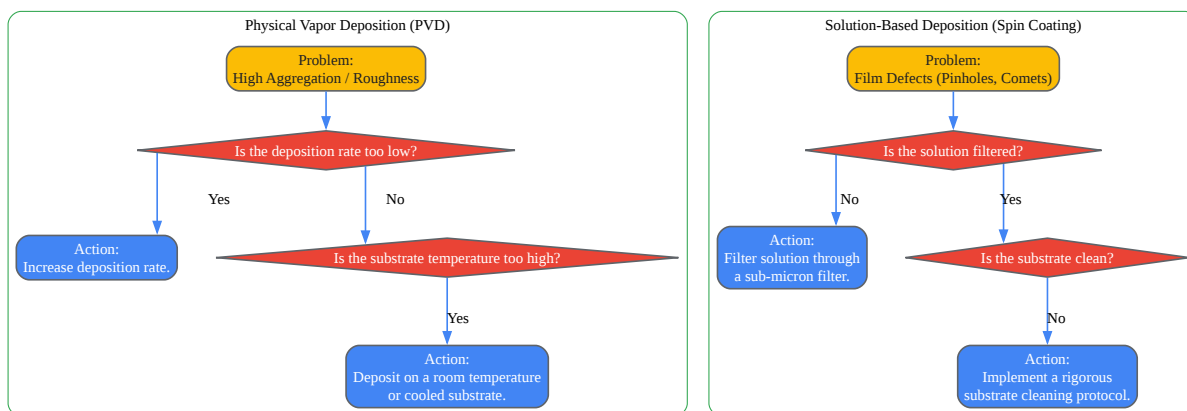 Physical Vapor Deposition (PVD)
Problem:
High Aggregation / Roughness
Is the deposition rate too low?
Yes
No
Action:
Increase deposition rate.
Is the substrate temperature too high?
Yes
Action:
Deposit on a room temperature
or cooled substrate.
Solution-Based Deposition (Spin Coating)
Problem:
Film Defects (Pinholes, Comets)
Is the solution filtered?
No
Yes
Action:
Filter solution through
a sub-micron filter.
Is the substrate clean?
No
Action:
Implement a rigorous
substrate cleaning protocol.